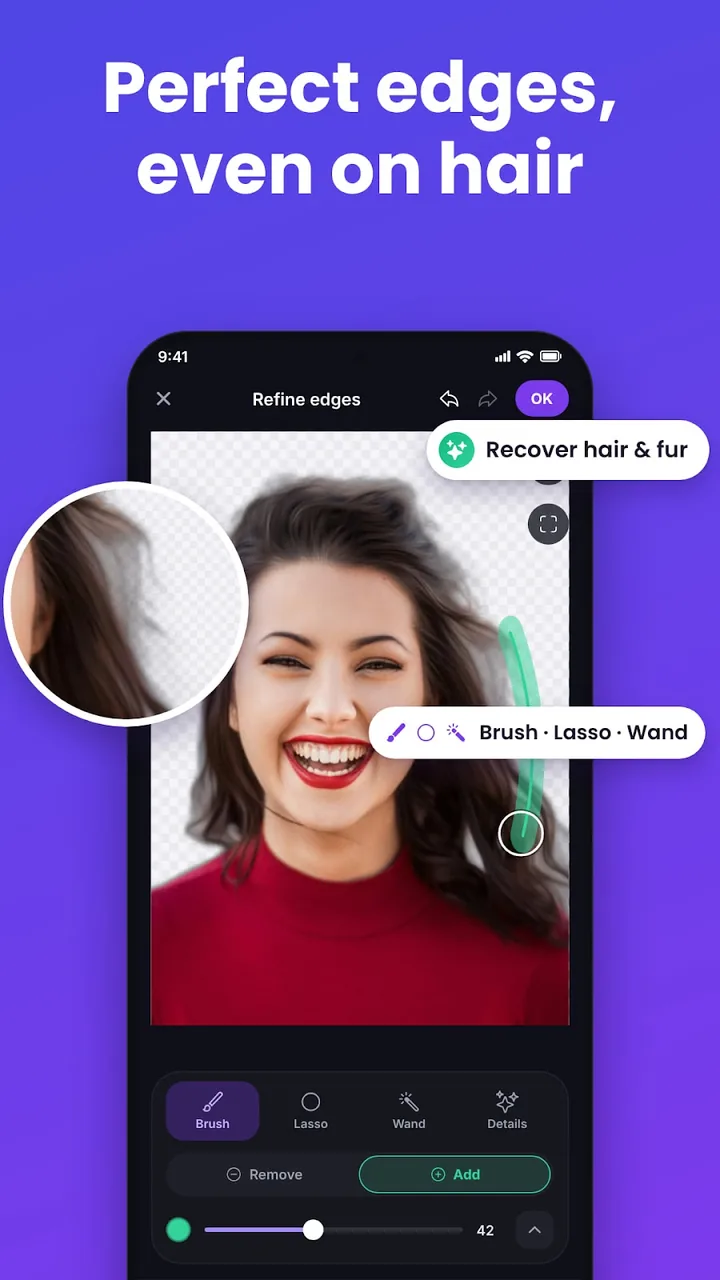 Perfect edges,
even on hair
9:41
Refine edges
OK
Recover hair & fur
Brush · Lasso · Wand
Brush
Lasso
Wand
Details
Remove
Add
42